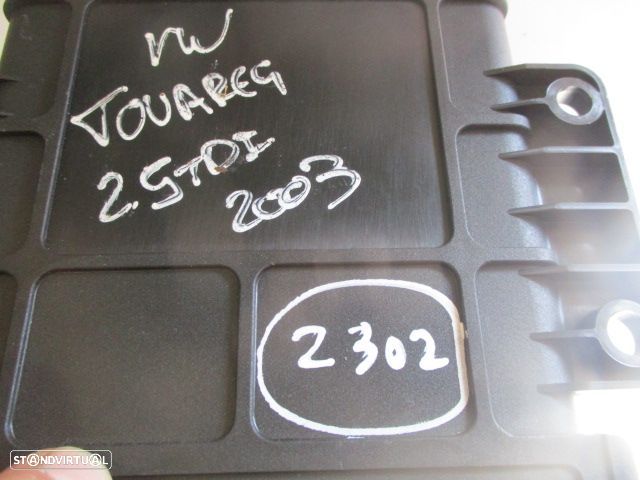 VW
TOUAREG
2.5TDI
2003
2302
STANDVIRTUAL